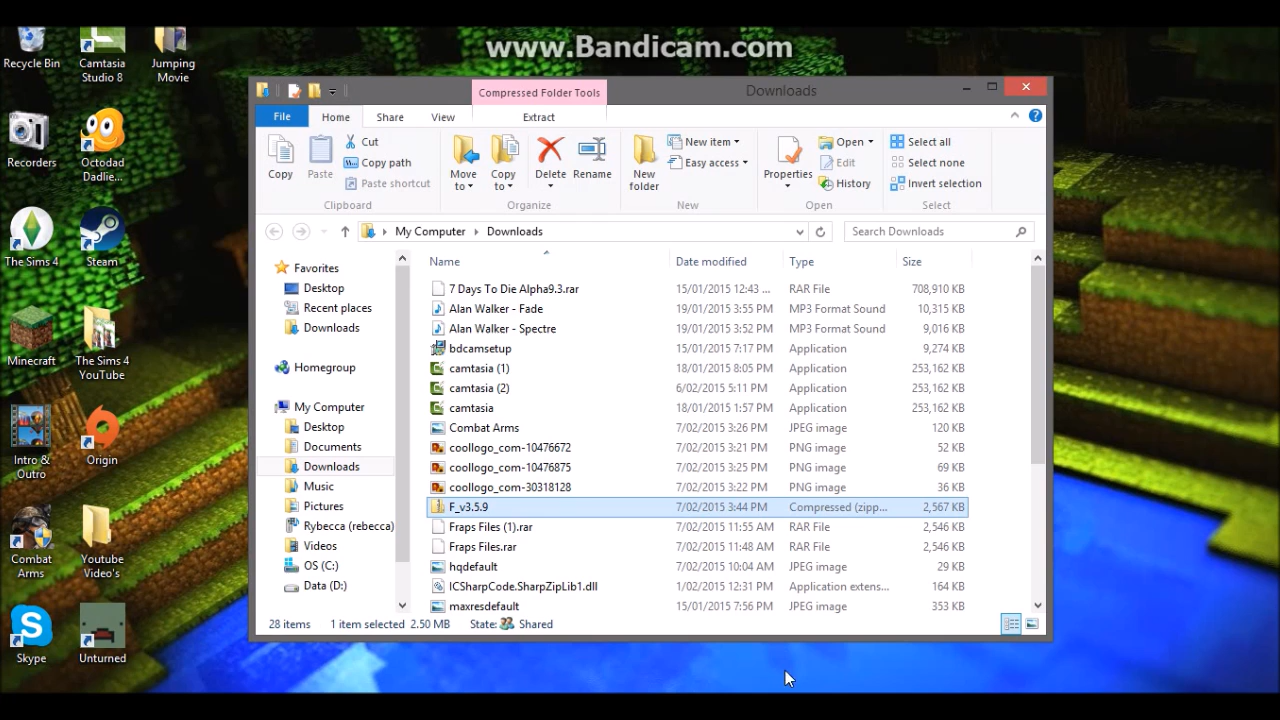 www.Bandicam.com
Recycle Bin
Camtasia Studio 8
Jumping Movie
Recorders
Octodad Dadlie...
The Sims 4
Steam
Minecraft
The Sims 4 YouTube
Intro & Outro
Origin
Combat Arms
Youtube Video's
Skype
Unturned
Compressed Folder Tools
Downloads
File Home Share View Extract
Copy
Paste
Cut
Copy path
Paste shortcut
Clipboard
Move to
Copy to
Delete
Rename
Organize
New folder
New item
Easy access
New
Properties
Open
Edit
History
Open
Select all
Select none
Invert selection
Select
My Computer Downloads
Search Downloads
Favorites
Desktop
Recent places
Downloads
Homegroup
My Computer
Desktop
Documents
Downloads
Music
Pictures
Rybecca (rebecca)
Videos
OS (C:)
Data (D:)
Name Date modified Type Size
7 Days To Die Alpha9.3.rar 15/01/2015 12:43 ... RAR File 708,910 KB
Alan Walker - Fade 19/01/2015 3:55 PM MP3 Format Sound 10,315 KB
Alan Walker - Spectre 19/01/2015 3:52 PM MP3 Format Sound 9,016 KB
bdcamsetup 15/01/2015 7:17 PM Application 9,274 KB
camtasia (1) 18/01/2015 8:05 PM Application 253,162 KB
camtasia (2) 6/02/2015 5:11 PM Application 253,162 KB
camtasia 18/01/2015 1:57 PM Application 253,162 KB
Combat Arms 7/02/2015 3:26 PM JPEG image 120 KB
coollogo_com-10476672 7/02/2015 3:21 PM PNG image 52 KB
coollogo_com-10476875 7/02/2015 3:25 PM PNG image 69 KB
coollogo_com-30318128 7/02/2015 3:22 PM PNG image 36 KB
F_v3.5.9 7/02/2015 3:44 PM Compressed (zipp... 2,567 KB
Fraps Files (1).rar 7/02/2015 11:55 AM RAR File 2,546 KB
Fraps Files.rar 7/02/2015 11:48 AM RAR File 2,546 KB
hqdefault 7/02/2015 10:04 AM JPEG image 29 KB
ICSharpCode.SharpZipLib1.dll 1/02/2015 12:31 PM Application extens... 164 KB
maxresdefault 15/01/2015 7:56 PM JPEG image 353 KB
28 items 1 item selected 2.50 MB State: Shared